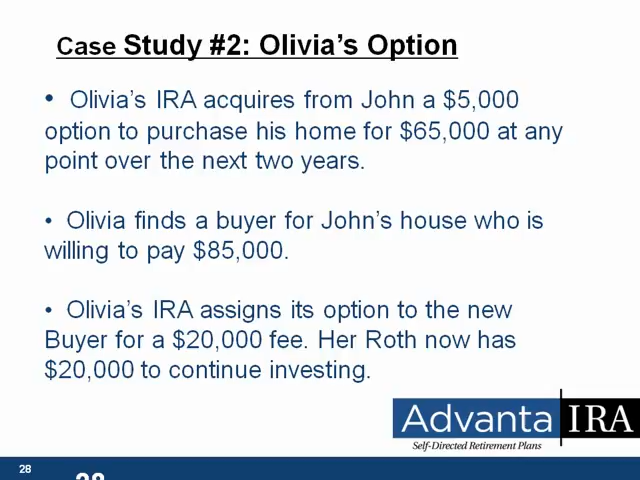 Case Study #2: Olivia's Option
• Olivia's IRA acquires from John a $5,000
option to purchase his home for $65,000 at any
point over the next two years.
• Olivia finds a buyer for John's house who is
willing to pay $85,000.
• Olivia's IRA assigns its option to the new
Buyer for a $20,000 fee. Her Roth now has
$20,000 to continue investing.
Advanta IRA
Self-Directed Retirement Plans
28
28